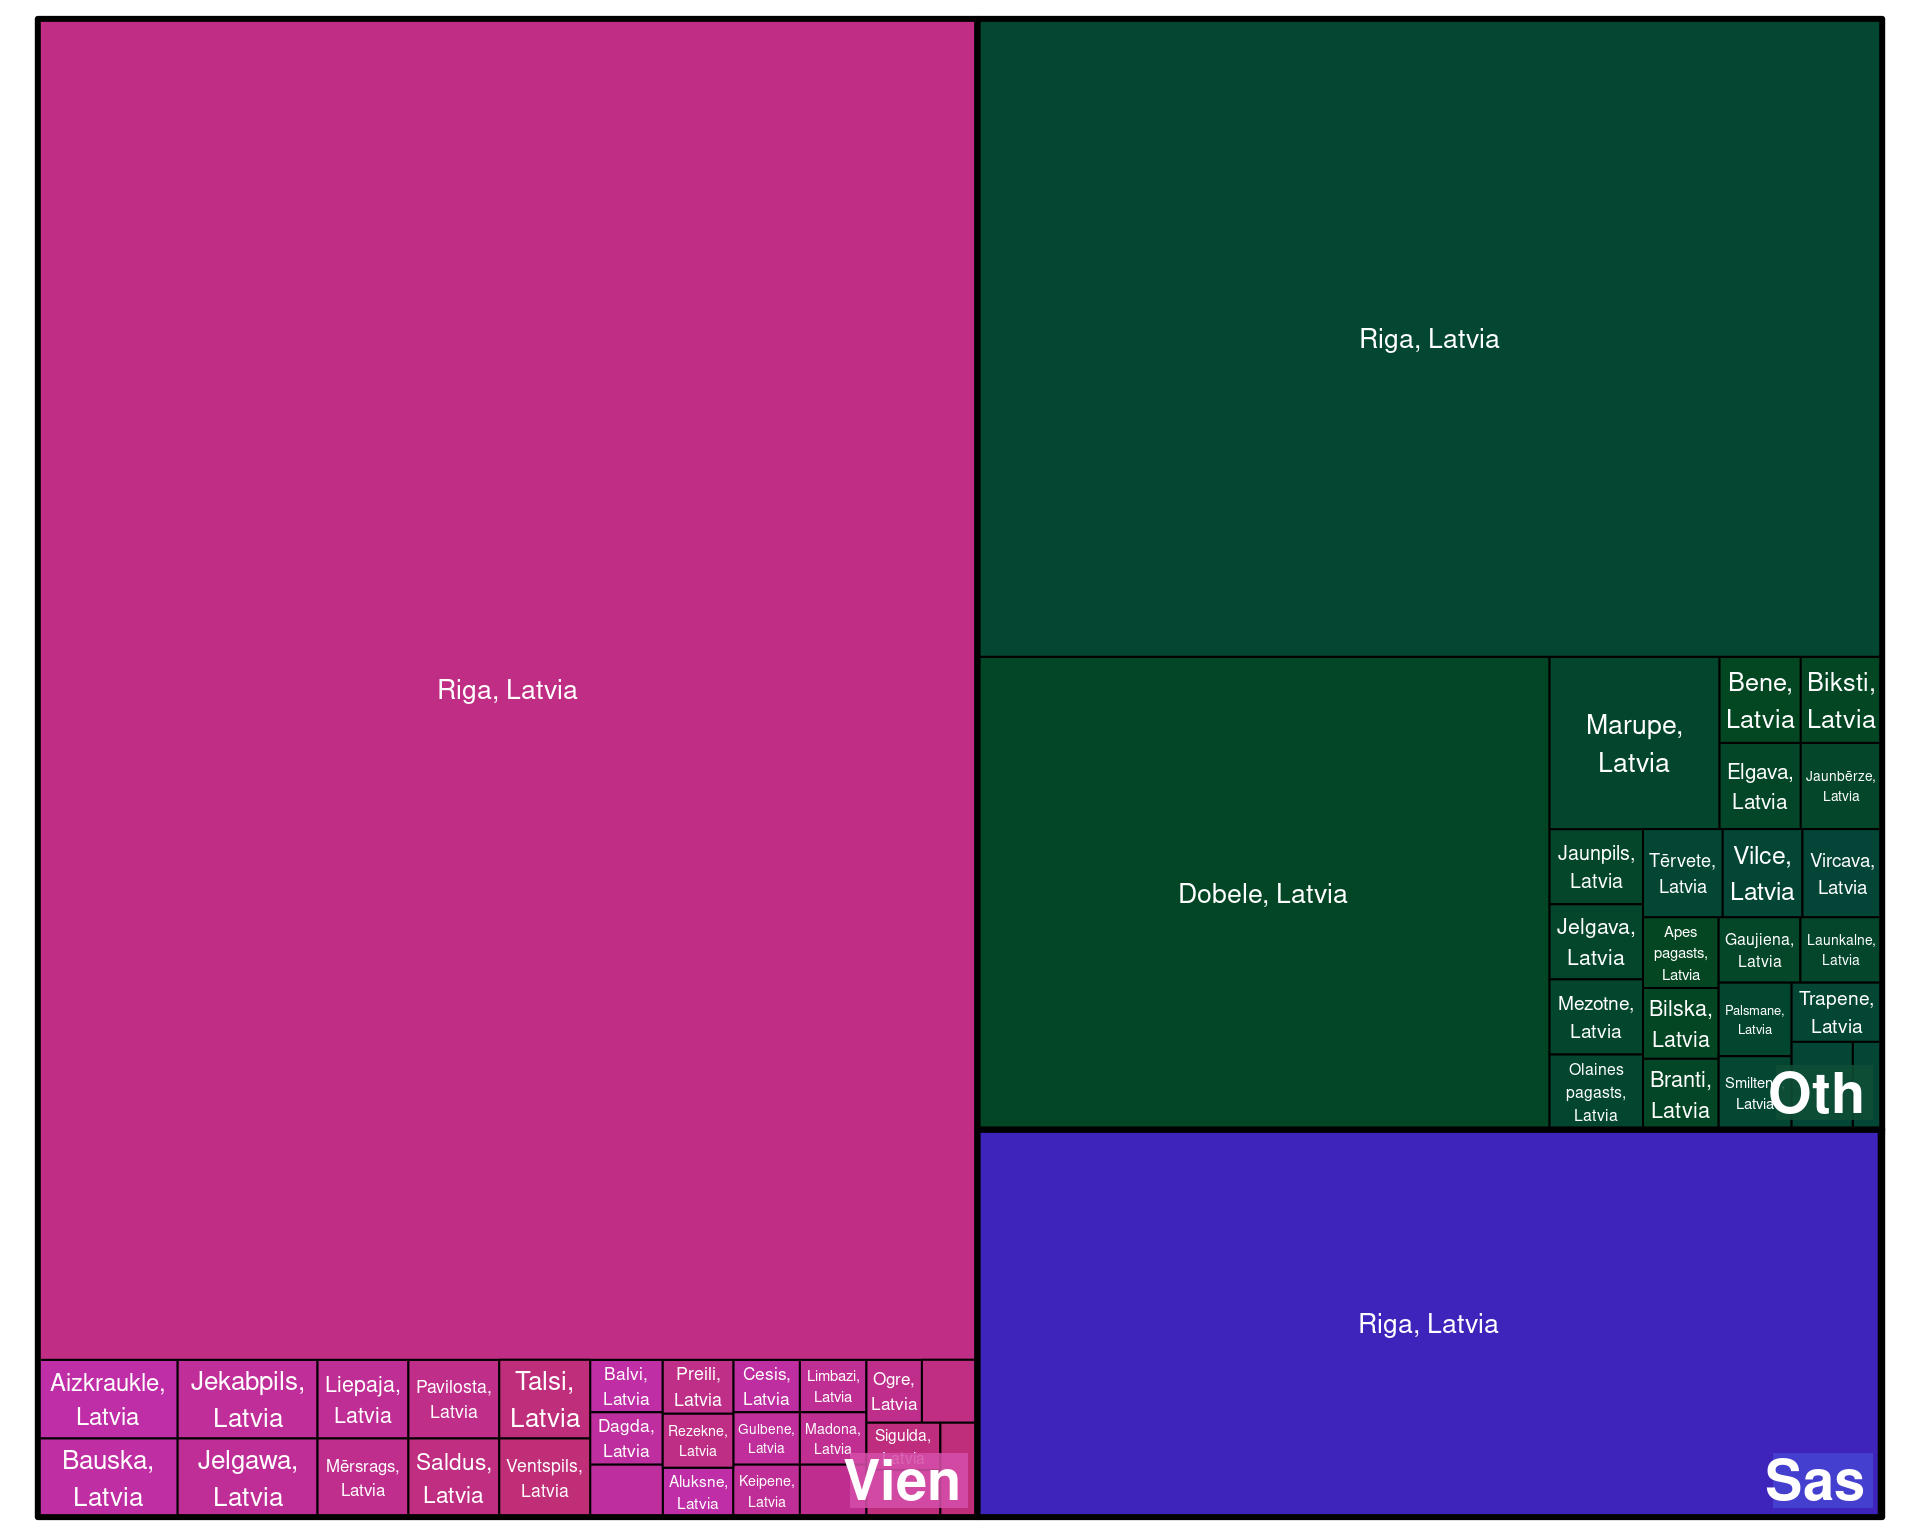 Riga, Latvia
Aizkraukle,
Latvia
Bauska,
Latvia
Jekabpils,
Latvia
Jelgawa,
Latvia
Liepaja,
Latvia
Mērsrags,
Latvia
Pavilosta,
Latvia
Saldus,
Latvia
Talsi,
Latvia
Ventspils,
Latvia
Balvi,
Latvia
Dagda,
Latvia
Preili,
Latvia
Rezekne,
Latvia
Aluksne,
Latvia
Cesis,
Latvia
Gulbene,
Latvia
Keipene,
Latvia
Limbazi,
Latvia
Madona,
Latvia
Ogre,
Latvia
Sigulda,
Latvia
Vien
Riga, Latvia
Dobele, Latvia
Marupe,
Latvia
Bene,
Latvia
Biksti,
Latvia
Elgava,
Latvia
Jaunbērze,
Latvia
Jaunpils,
Latvia
Jelgava,
Latvia
Mezotne,
Latvia
Olaines
pagasts,
Latvia
Tērvete,
Latvia
Vilce,
Latvia
Vircava,
Latvia
Apes
pagasts,
Latvia
Bilska,
Latvia
Branti,
Latvia
Gaujiena,
Latvia
Launkalne,
Latvia
Palsmane,
Latvia
Trapene,
Latvia
Latvia
Oth
Riga, Latvia
Sas